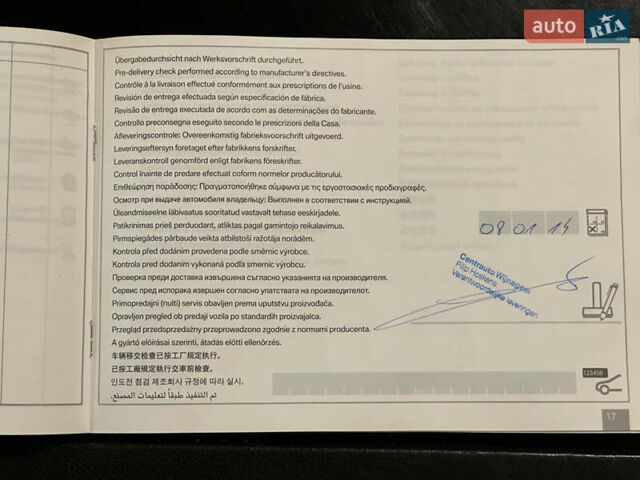 auto RIA.com
Übergabedurchsicht nach Werksvorschrift durchgeführt.
Pre-delivery check performed according to manufacturer's directives.
Contrôle à la livraison effectué conformément aux prescriptions de l'usine.
Revisión de entrega efectuada según especificación de fábrica.
Revisão de entrega executada de acordo com as determinações do fabricante.
Controllo preconsegna eseguito secondo le prescrizioni della Casa.
Afleveringscontrole: Overeenkomstig fabrieksvoorschrift uitgevoerd.
Leveringseftersyn foretaget efter fabrikkens forskrifter.
Leveranskontroll genomförd enligt fabrikens föreskrifter.
Control înainte de predare efectuat coform normelor producătorului.
Επιθεώρηση παράδοσης: Πραγματοποιήθηκε σύμφωνα με τις εργοστασιακές προδιαγραφές.
Осмотр при выдаче автомобиля владельцу: Выполнен в соответствии с инструкцией.
Üleandmiseelne läbivaatus sooritatud vastavalt tehase eeskirjadele.
Patikrinimas prieš perduodant, atliktas pagal gamintojo reikalavimus.
Pirmspiegādes pārbaude veikta atbilstoši ražotāja norādēm.
Kontrola před dodáním provedena podle směrnic výrobce.
Kontrola pred dodaním vykonaná podľa smerníc výrobcu.
Проверка преди доставка извършена съгласно указанията на производителя.
Сервис пред испорака извршен согласно упатствата на производителот.
Primopredajni (nulti) servis obavljen prema uputstvu proizvođača.
Opravljen pregled ob predaji vozila po standardih proizvajalca.
Przegląd przedsprzedażny przeprowadzono zgodnie z normami producenta.
A gyártó előírásai szerinti, átadás előtti ellenőrzés.
车辆移交检查已按工厂规定执行。
已按工廠規定執行交車前檢查。
인도전 점검 제조회사 규정에 따라 실시.
تم التنفيذ طبقاً لتعليمات المصنع.
08 01 14
Centrauto Wijnegem
Filip Hoskens
Verantwoordelijke leveringen
123456
17